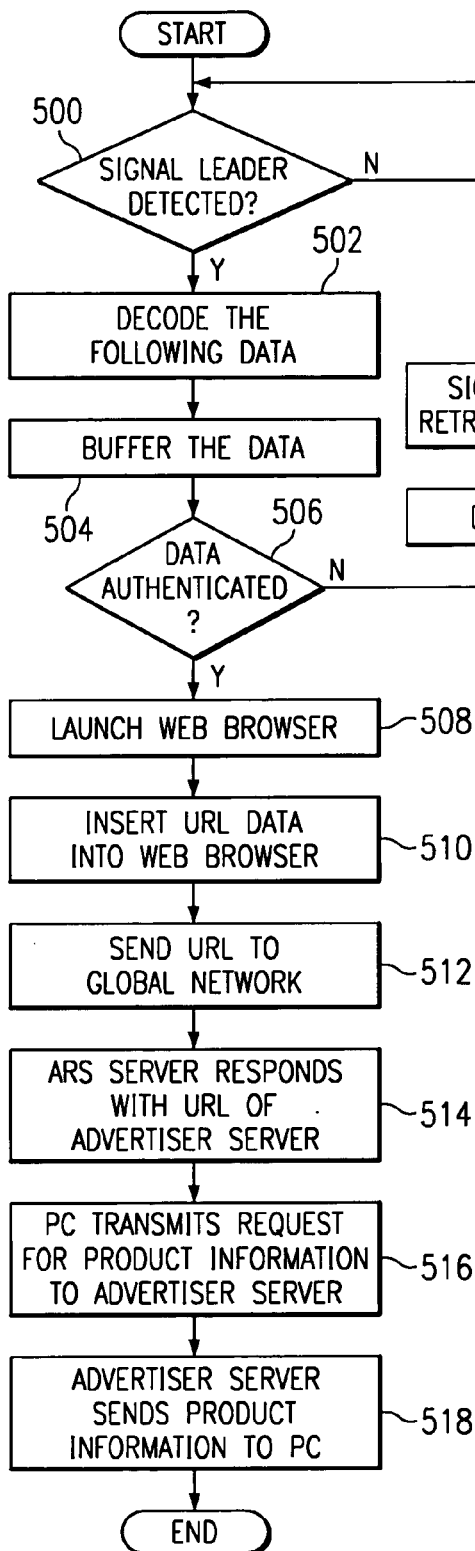 START
500
SIGNAL LEADER
DETECTED?
N
Y
502
DECODE THE
FOLLOWING DATA
BUFFER THE DATA
504
506
DATA
AUTHENTICATED
?
N
Y
LAUNCH WEB BROWSER
508
INSERT URL DATA
INTO WEB BROWSER
510
SEND URL TO
GLOBAL NETWORK
512
ARS SERVER RESPONDS
WITH URL OF
ADVERTISER SERVER
514
PC TRANSMITS REQUEST
FOR PRODUCT INFORMATION
TO ADVERTISER SERVER
516
ADVERTISER SERVER
SENDS PRODUCT
INFORMATION TO PC
518
END